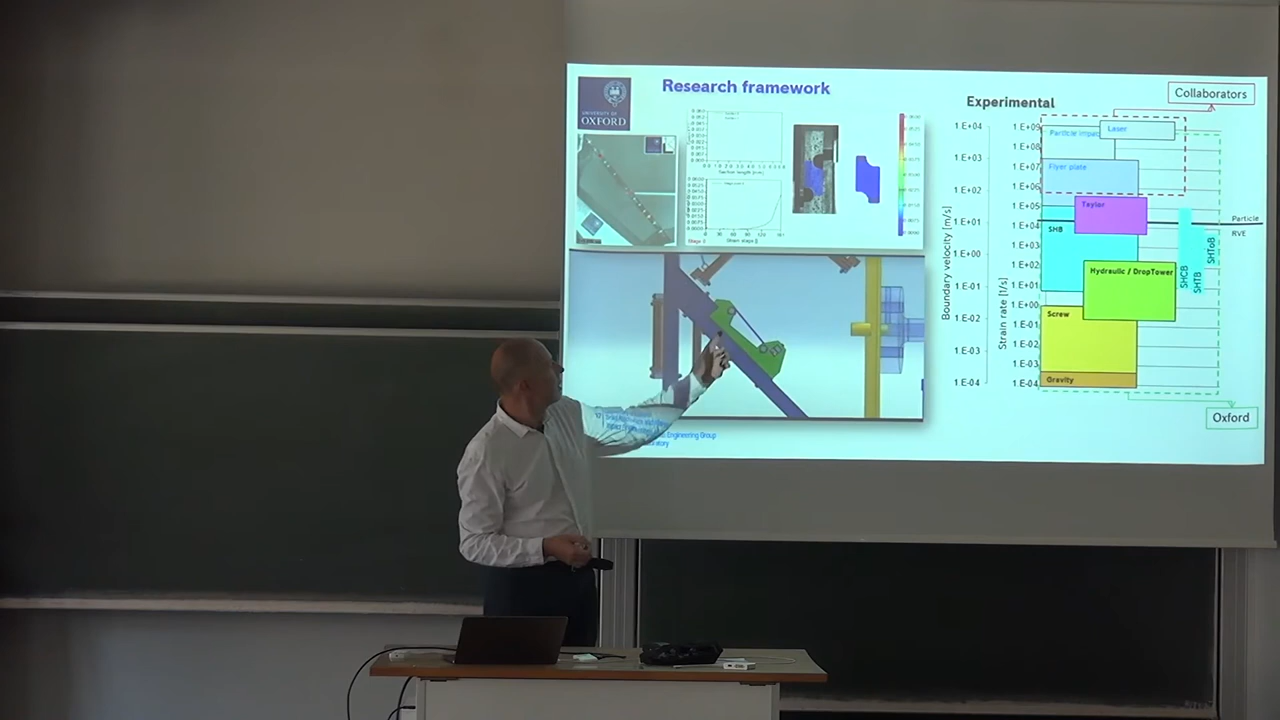 Research framework
UNIVERSITY OF
OXFORD
Experimental
Collaborators
1 E+04
1 E+03
1 E+02
1 E+01
1 E+00
1 E-01
1 E-02
1 E-03
1 E-04
Boundary velocity [m/s]
1 E+09
1 E+08
1 E+07
1 E+06
1 E+05
1 E+04
1 E+03
1 E+02
1 E+01
1 E+00
1 E-01
1 E-02
1 E-03
1 E-04
Strain rate [1/s]
Particle impact
Laser
Flyer plate
Taylor
SHB
Hydraulic / DropTower
Screw
Gravity
SHCB
SHTB
SHToB
Particle
RVE
Oxford
Engineering Group